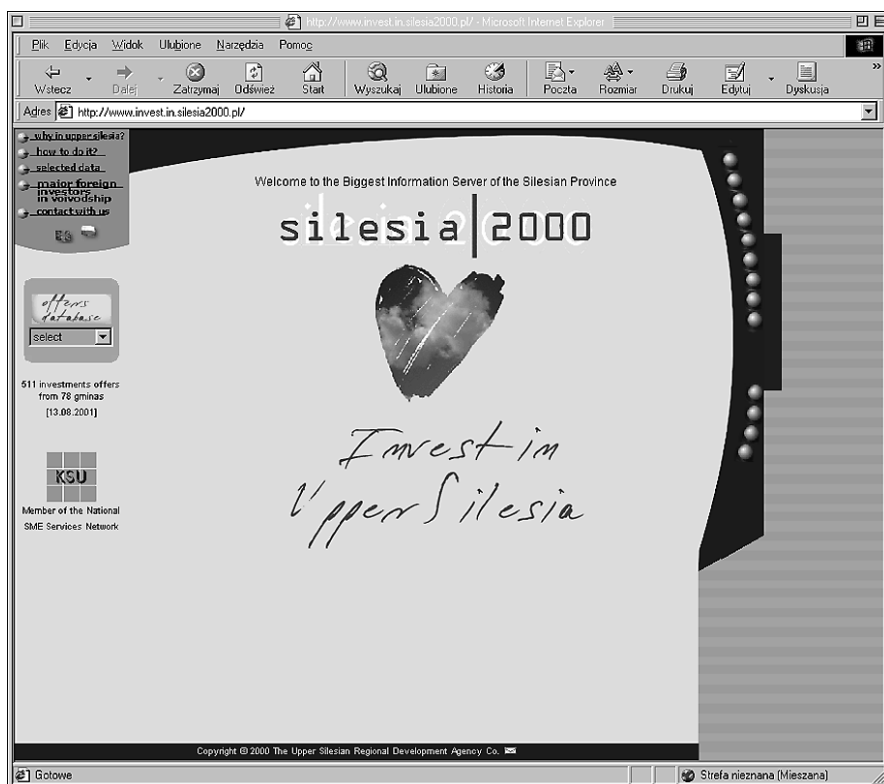 http://www.invest.in.silesia2000.pl/ - Microsoft Internet Explorer
Plik Edycja Widok Ulubione Narzędzia Pomoc
Wstecz Dalej Zatrzymaj Odśwież Start Wyszukaj Ulubione Historia Poczta Rozmiar Drukuj Edytuj Dyskusja
Adres http://www.invest.in.silesia2000.pl/
why in upper silesia?
how to do it?
selected data
major foreign
investors
in voivodship
contact with us
Welcome to the Biggest Information Server of the Silesian Province
silesia 2000
offers
database
select
511 investments offers
from 78 gminas
[13.08.2001]
KSU
Member of the National
SME Services Network
Invest in
Upper Silesia
Copyright © 2000 The Upper Silesian Regional Development Agency Co.
Gotowe Strefa nieznana (Mieszana)